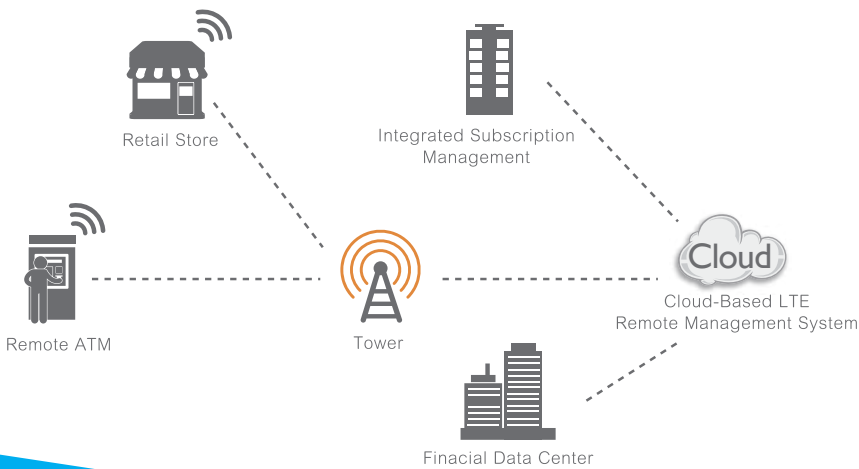 Retail Store
Integrated Subscription
Management
Cloud
Cloud-Based LTE
Remote Management System
Remote ATM
Tower
Finacial Data Center